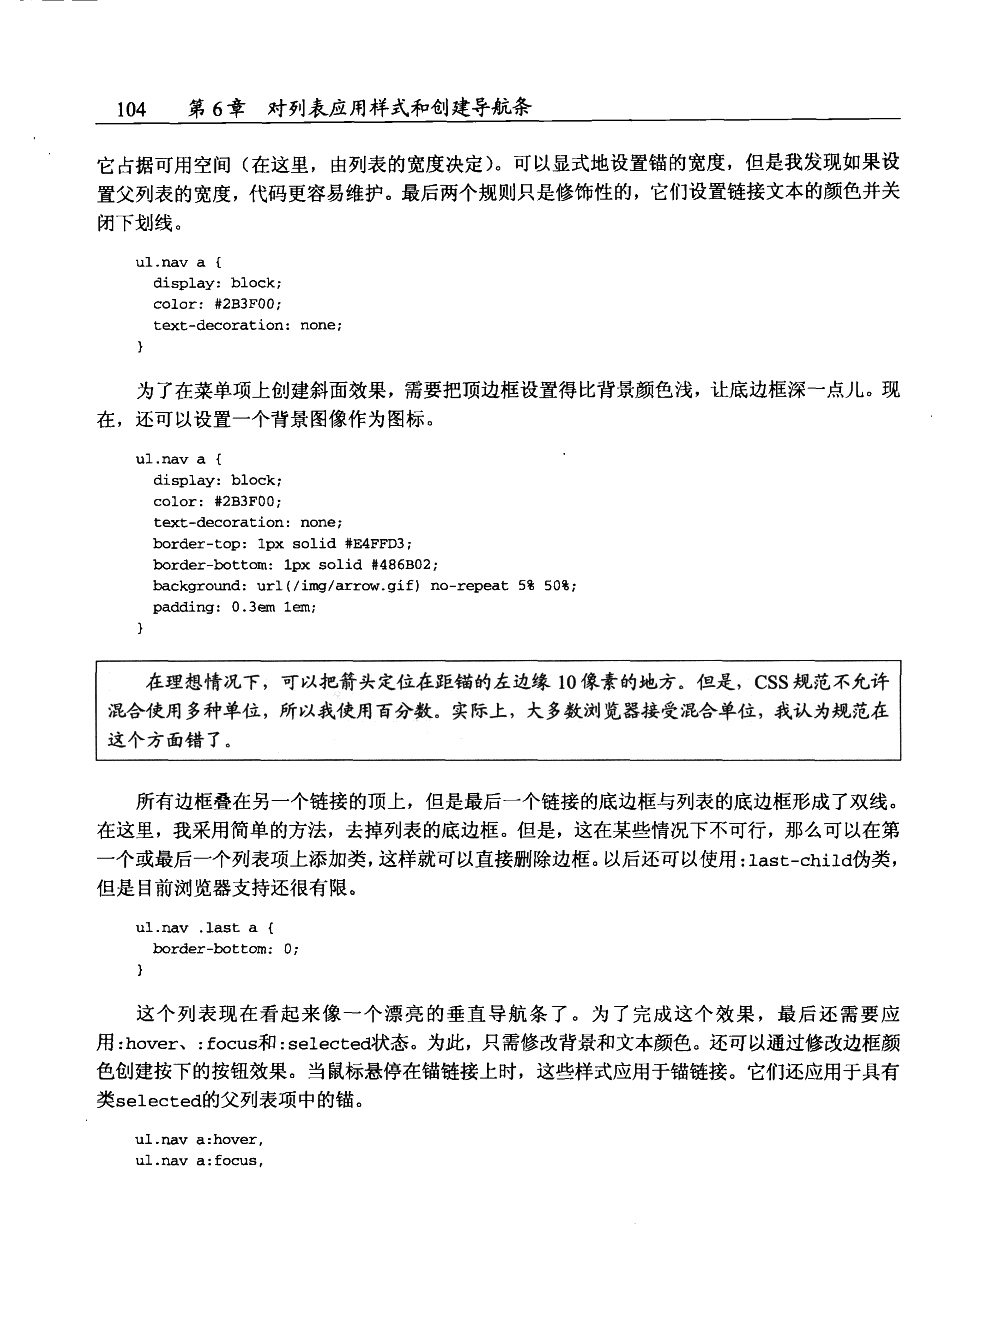 104 第6章 对列表应用样式和创建导航条
它占据可用空间（在这里，由列表的宽度决定）。可以显式地设置锚的宽度，但是我发现如果设
置父列表的宽度，代码更容易维护。最后两个规则只是修饰性的，它们设置链接文本的颜色并关
闭下划线。
ul.nav a {
display: block;
color: #2B3F00;
text-decoration: none;
}
为了在菜单项上创建斜面效果，需要把顶边框设置得比背景颜色浅，让底边框深一点儿。现
在，还可以设置一个背景图像作为图标。
ul.nav a {
display: block;
color: #2B3F00;
text-decoration: none;
border-top: 1px solid #E4FFD3;
border-bottom: 1px solid #486B02;
background: url(/img/arrow.gif) no-repeat 5% 50%;
padding: 0.3em 1em;
}
在理想情况下，可以把箭头定位在距锚的左边缘 10 像素的地方。但是，CSS 规范不允许
混合使用多种单位，所以我使用百分数。实际上，大多数浏览器接受混合单位，我认为规范在
这个方面错了。
所有边框叠在另一个链接的顶上，但是最后一个链接的底边框与列表的底边框形成了双线。
在这里，我采用简单的方法，去掉列表的底边框。但是，这在某些情况下不可行，那么可以在第
一个或最后一个列表项上添加类，这样就可以直接删除边框。以后还可以使用:last-child伪类，
但是目前浏览器支持还很有限。
ul.nav .last a {
border-bottom: 0;
}
这个列表现在看起来像一个漂亮的垂直导航条了。为了完成这个效果，最后还需要应
用:hover、:focus和:selected状态。为此，只需修改背景和文本颜色。还可以通过修改边框颜
色创建按下的按钮效果。当鼠标悬停在锚链接上时，这些样式应用于锚链接。它们还应用于具有
类selected的父列表项中的锚。
ul.nav a:hover,
ul.nav a:focus,